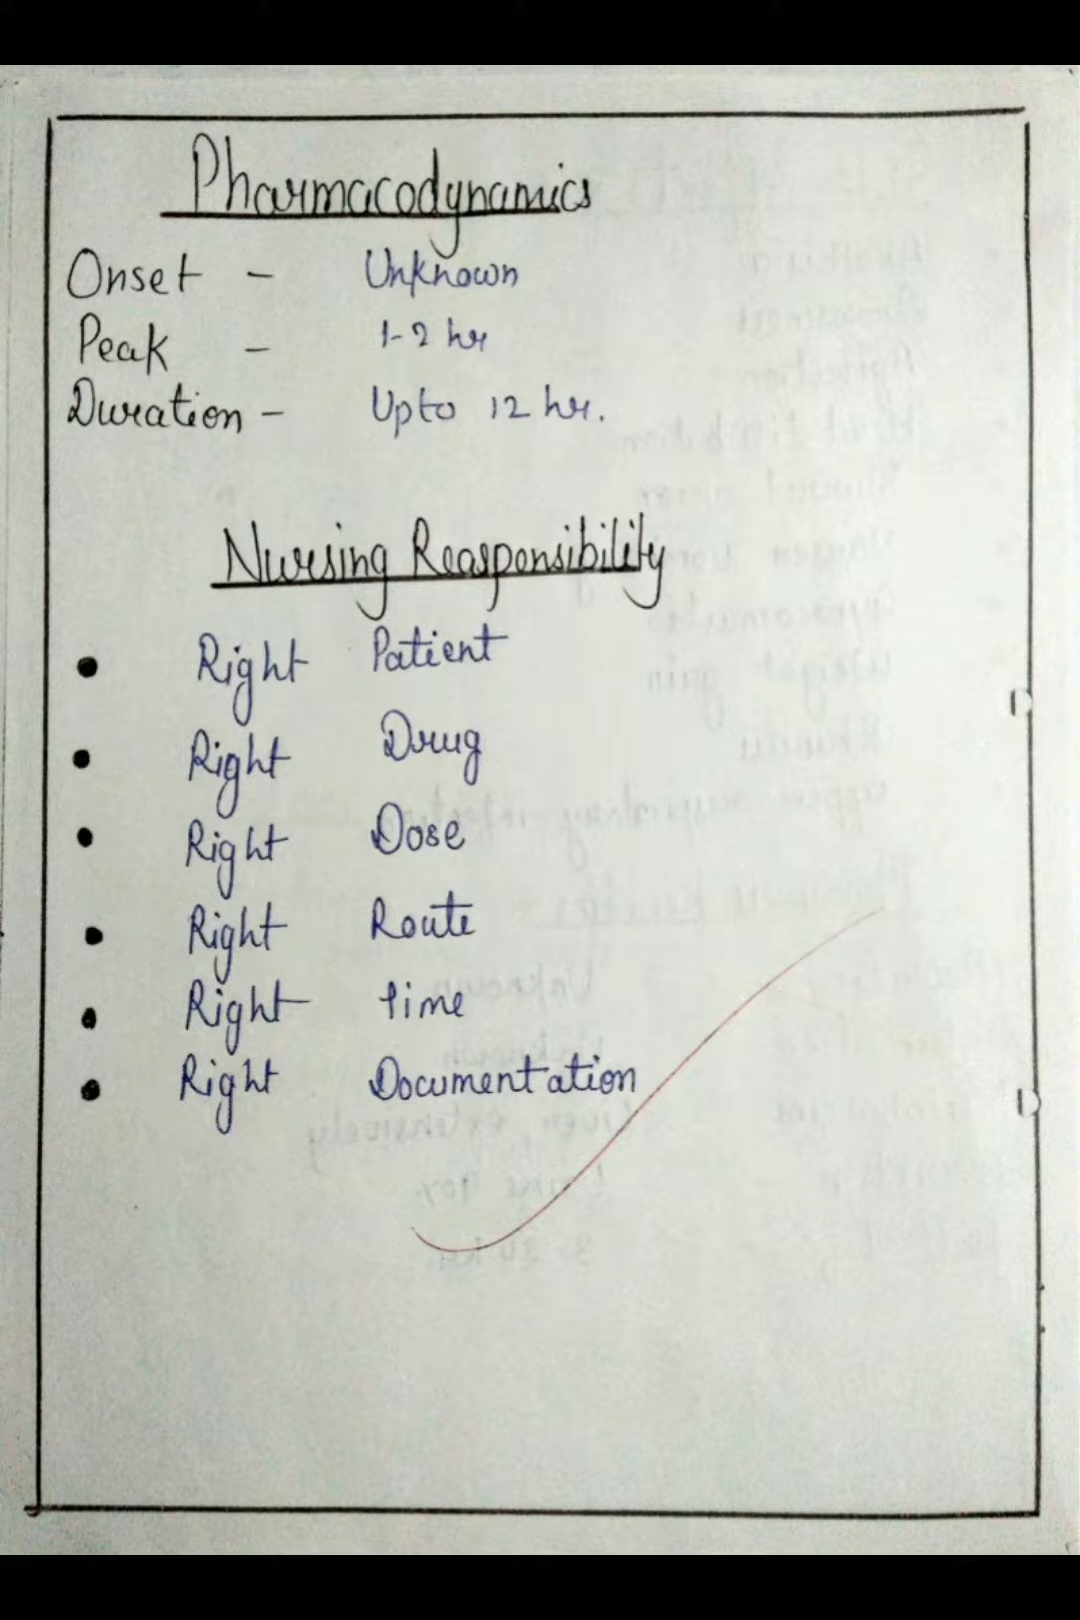 Pharmacodynamics
Onset - Unknown
Peak - 1-2 hr
Duration - Upto 12 hr.
Nursing Reasponsibility
• Right Patient
• Right Drug
• Right Dose
• Right Route
• Right Time
• Right Documentation